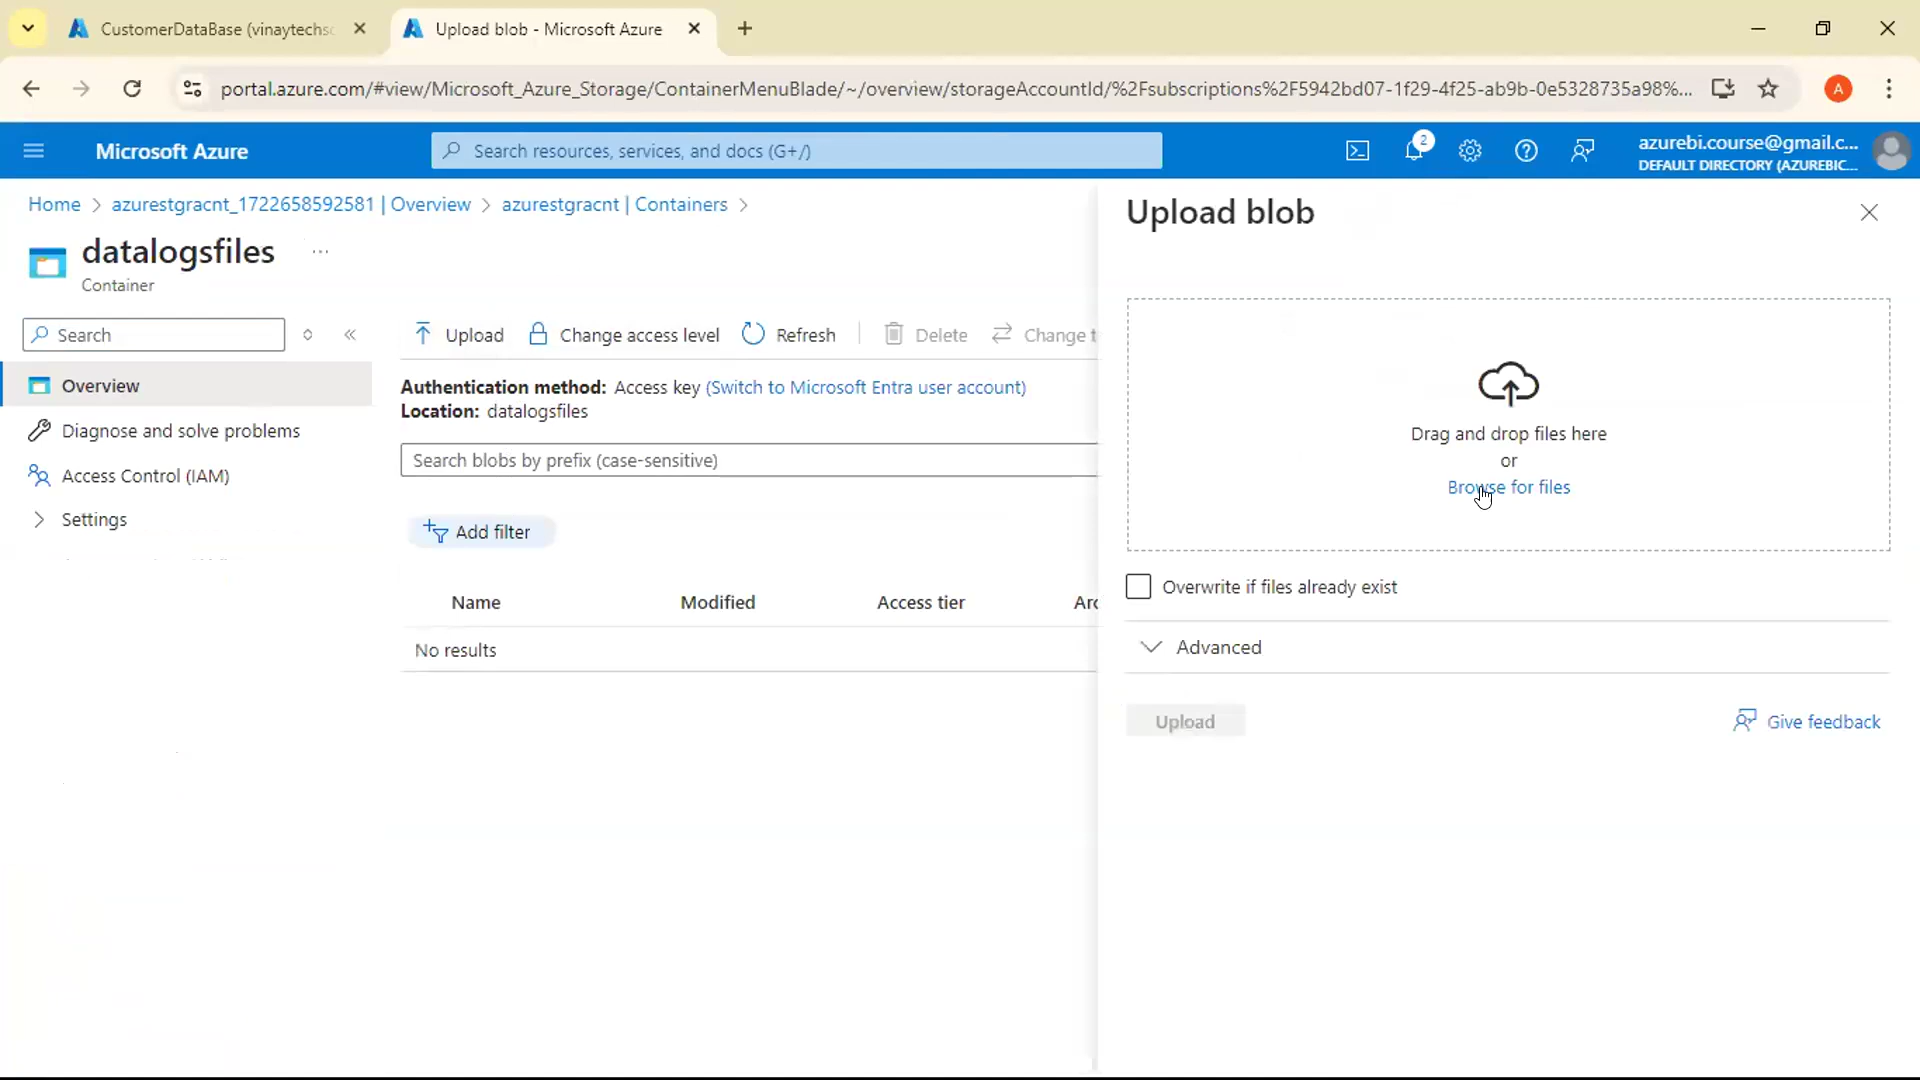 CustomerDataBase (vinaytechsc
Upload blob - Microsoft Azure
portal.azure.com/#view/Microsoft_Azure_Storage/ContainerMenuBlade/~/overview/storageAccountId/%2Fsubscriptions%2F5942bd07-1f29-4f25-ab9b-0e5328735a98%...
A
Microsoft Azure
Search resources, services, and docs (G+/)
2
azurebi.course@gmail.c...
DEFAULT DIRECTORY (AZUREBIC...
Home > azurestgracnt_1722658592581 | Overview > azurestgracnt | Containers >
datalogsfiles ...
Container
Search
Overview
Diagnose and solve problems
Access Control (IAM)
Settings
Upload
Change access level
Refresh
Delete
Change t
Authentication method: Access key (Switch to Microsoft Entra user account)
Location: datalogsfiles
Search blobs by prefix (case-sensitive)
Add filter
Name Modified Access tier Arc
No results
Upload blob
Drag and drop files here
or
Browse for files
Overwrite if files already exist
Advanced
Upload
Give feedback